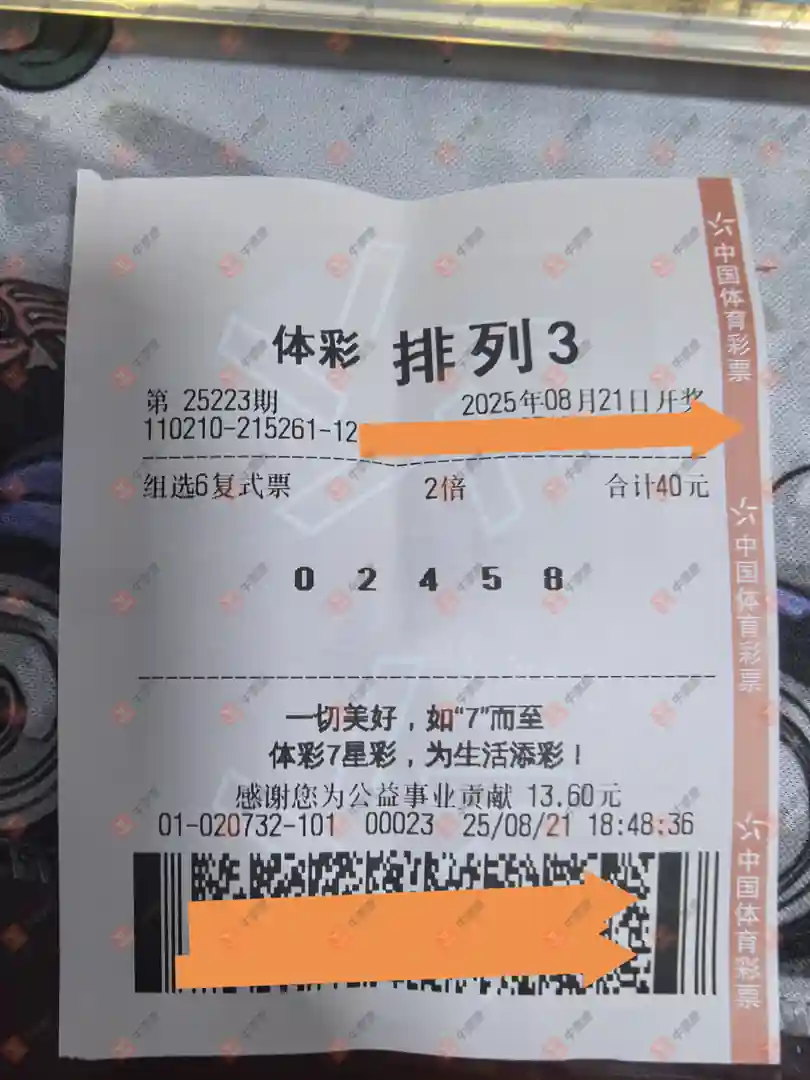 体彩 排列3
第 25223期 2025年08月21日开奖
110210-215261-12
组选6复式票 2倍 合计40元
0 2 4 5 8
一切美好，如“7”而至
体彩7星彩，为生活添彩！
感谢您为公益事业贡献 13.60元
01-020732-101 00023 25/08/21 18:48:36
中国体育彩票
中国体育彩票
中国体育彩票